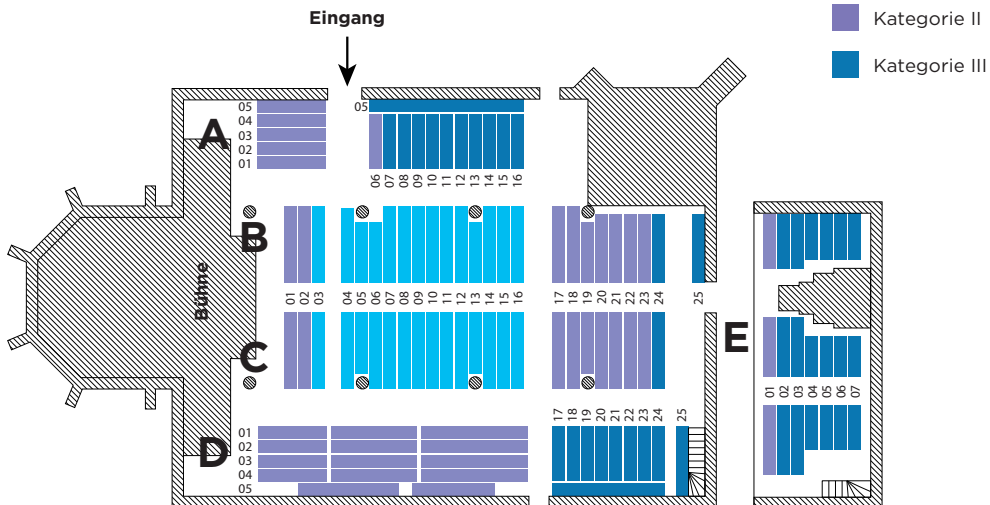 Eingang
Kategorie II
Kategorie III
05
04
03
02
01
A
05
06 07 08 09 10 11 12 13 14 15 16
B
Bühne
01 02 03 04 05 06 07 08 09 10 11 12 13 14 15 16 17 18 19 20 21 22 23 24 25
C
E
01 02 03 04 05 06 07
D
01
02
03
04
05
17 18 19 20 21 22 23 24 25